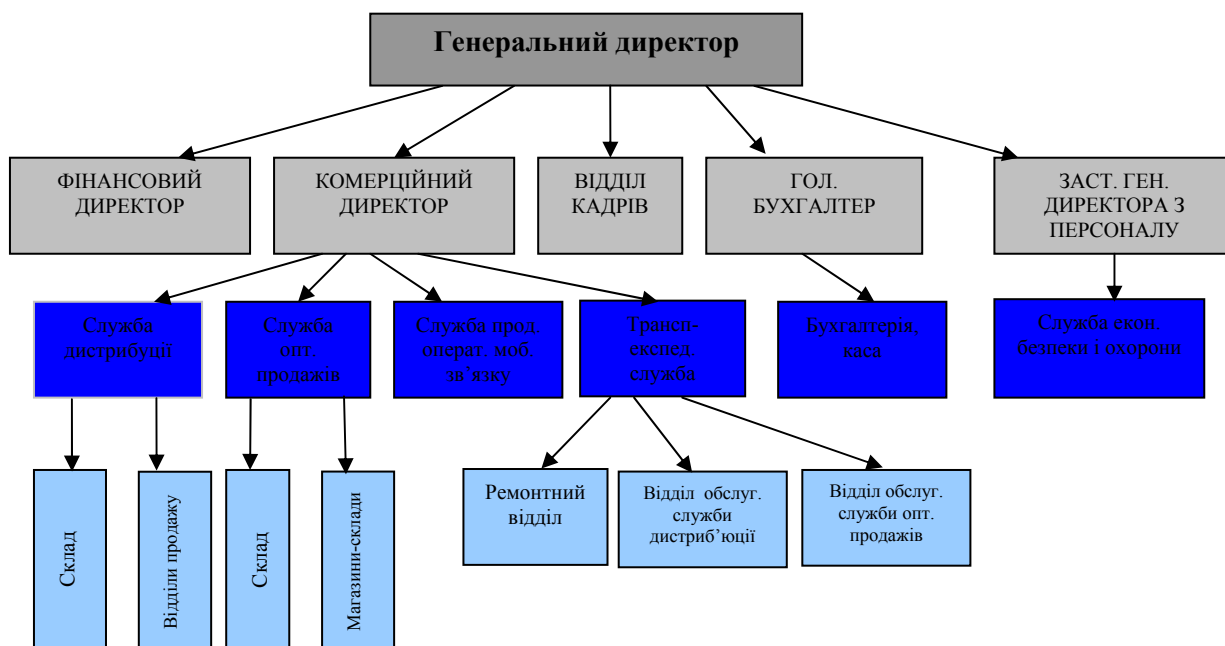 Генеральний директор
ФІНАНСОВИЙ
ДИРЕКТОР
КОМЕРЦІЙНИЙ
ДИРЕКТОР
ВІДДІЛ
КАДРІВ
ГОЛ.
БУХГАЛТЕР
ЗАСТ. ГЕН.
ДИРЕКТОРА З
ПЕРСОНАЛУ
Служба
дистрибуції
Служба
опт.
продажів
Служба прод.
операт. моб.
зв’язку
Трансп-
експед.
служба
Бухгалтерія,
каса
Служба екон.
безпеки і охорони
Склад
Відділи продажу
Склад
Магазини-склади
Ремонтний
відділ
Відділ обслуг.
служби
дистриб’юції
Відділ обслуг.
служби опт.
продажів